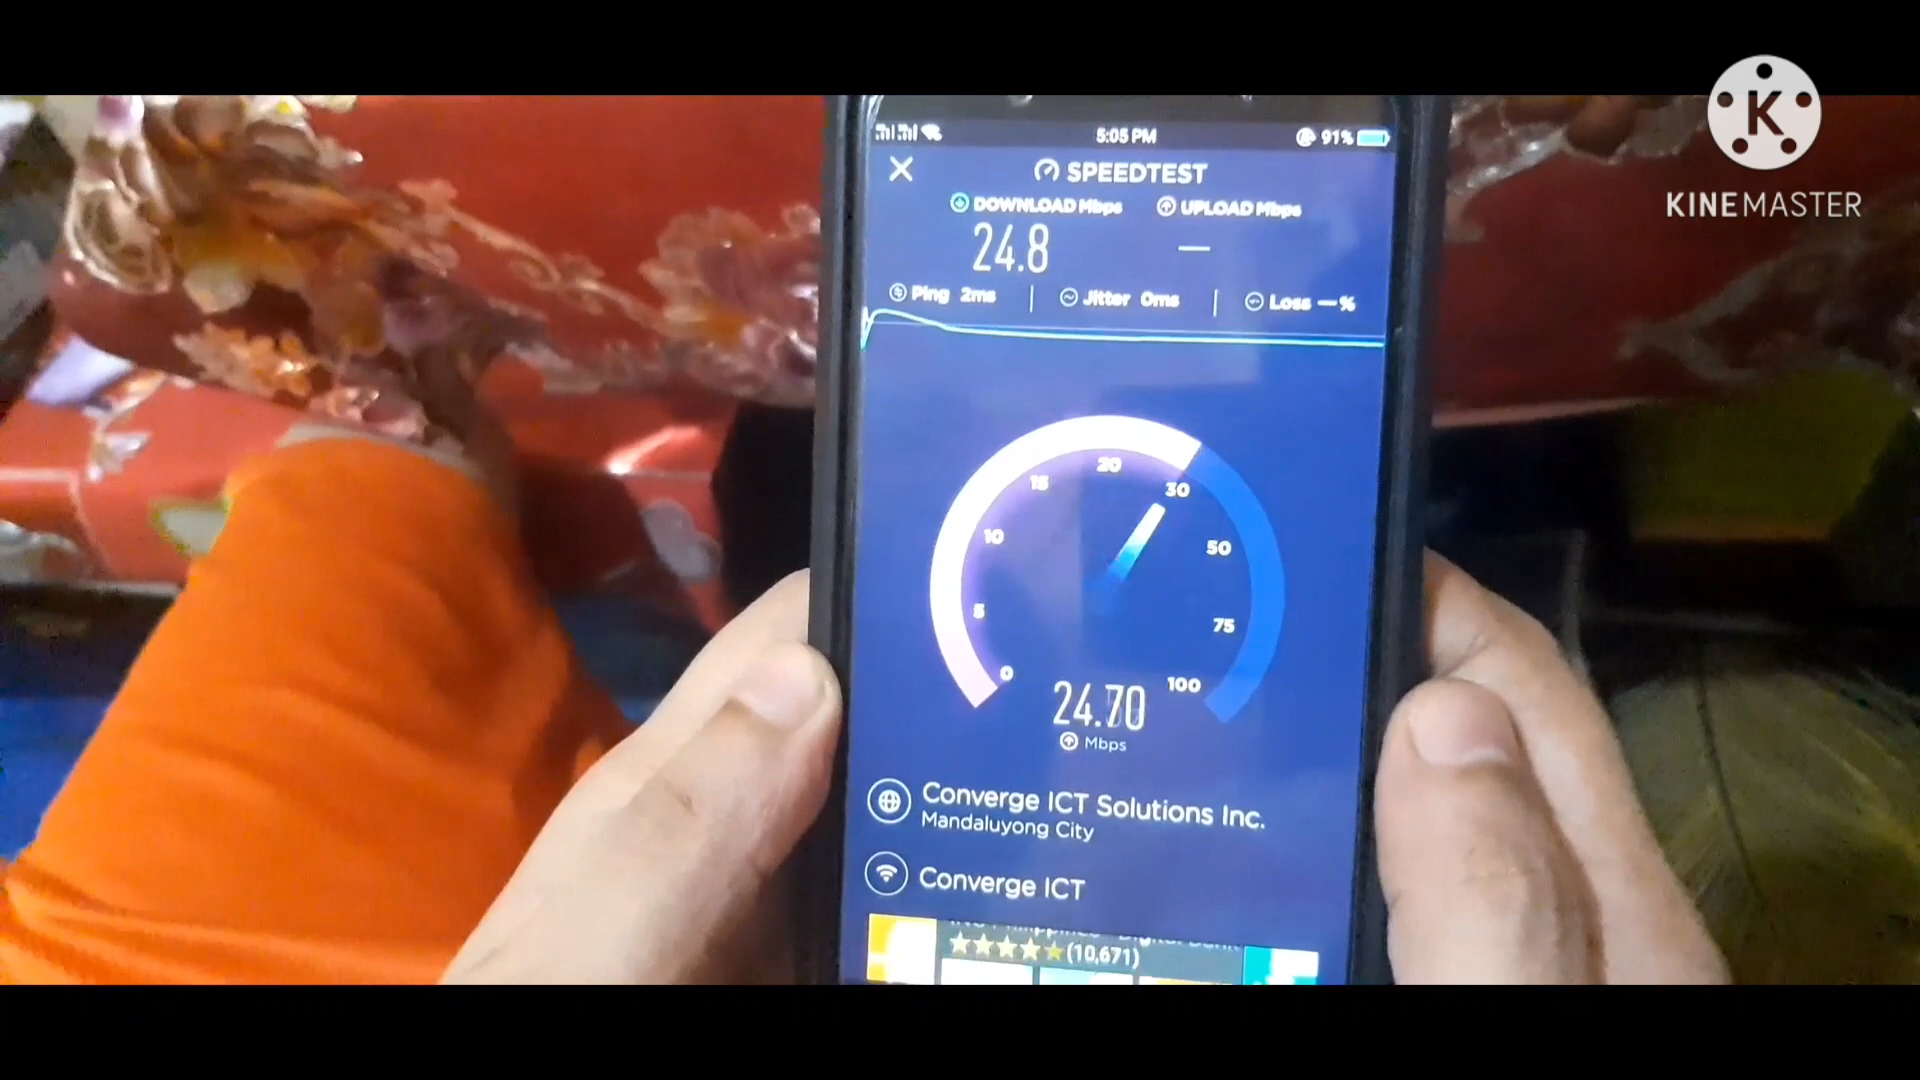 K
KINEMASTER
5:05 PM
91%
SPEEDTEST
DOWNLOAD Mbps
UPLOAD Mbps
24.8
—
Ping 2ms
Jitter 0ms
Loss — %
0
5
10
15
20
30
50
75
100
24.70
Mbps
Converge ICT Solutions Inc.
Mandaluyong City
Converge ICT
(10,671)